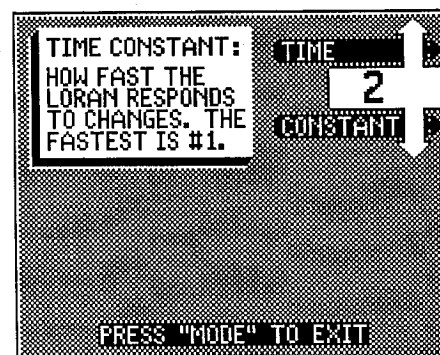 TIME CONSTANT:
HOW FAST THE
LORAN RESPONDS
TO CHANGES. THE
FASTEST IS #1.
TIME
2
CONSTANT
PRESS "MODE" TO EXIT